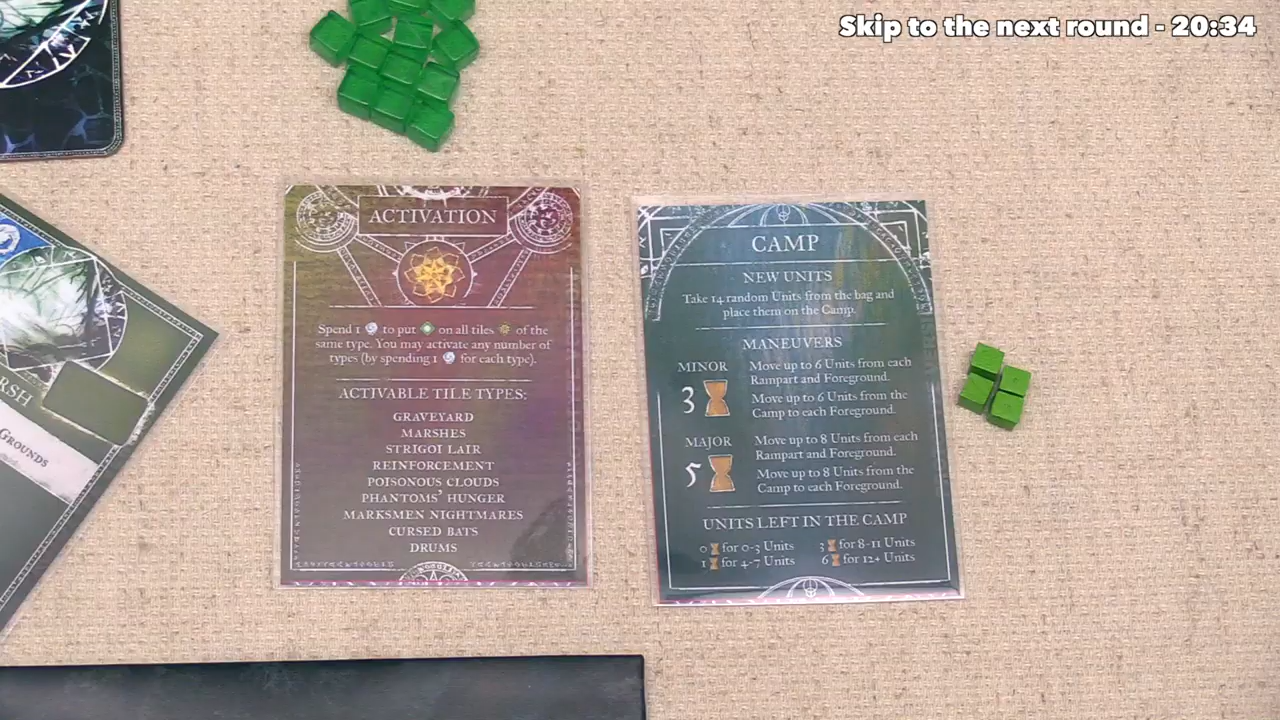 Skip to the next round - 20:34
ACTIVATION
Spend 1 to put on all tiles of the
same type. You may activate any number of
types (by spending 1 for each type).
ACTIVABLE TILE TYPES:
GRAVEYARD
MARSHES
STRIGOI LAIR
REINFORCEMENT
POISONOUS CLOUDS
PHANTOMS' HUNGER
MARKSMEN NIGHTMARES
CURSED BATS
DRUMS
CAMP
NEW UNITS
Take 14 random Units from the bag and
place them on the Camp.
MANEUVERS
MINOR
3
Move up to 6 Units from each
Rampart and Foreground.
Move up to 6 Units from the
Camp to each Foreground.
MAJOR
5
Move up to 8 Units from each
Rampart and Foreground.
Move up to 8 Units from the
Camp to each Foreground.
UNITS LEFT IN THE CAMP
0 for 0-3 Units
3 for 8-11 Units
1 for 4-7 Units
6 for 12+ Units
RSH
GROUNDS